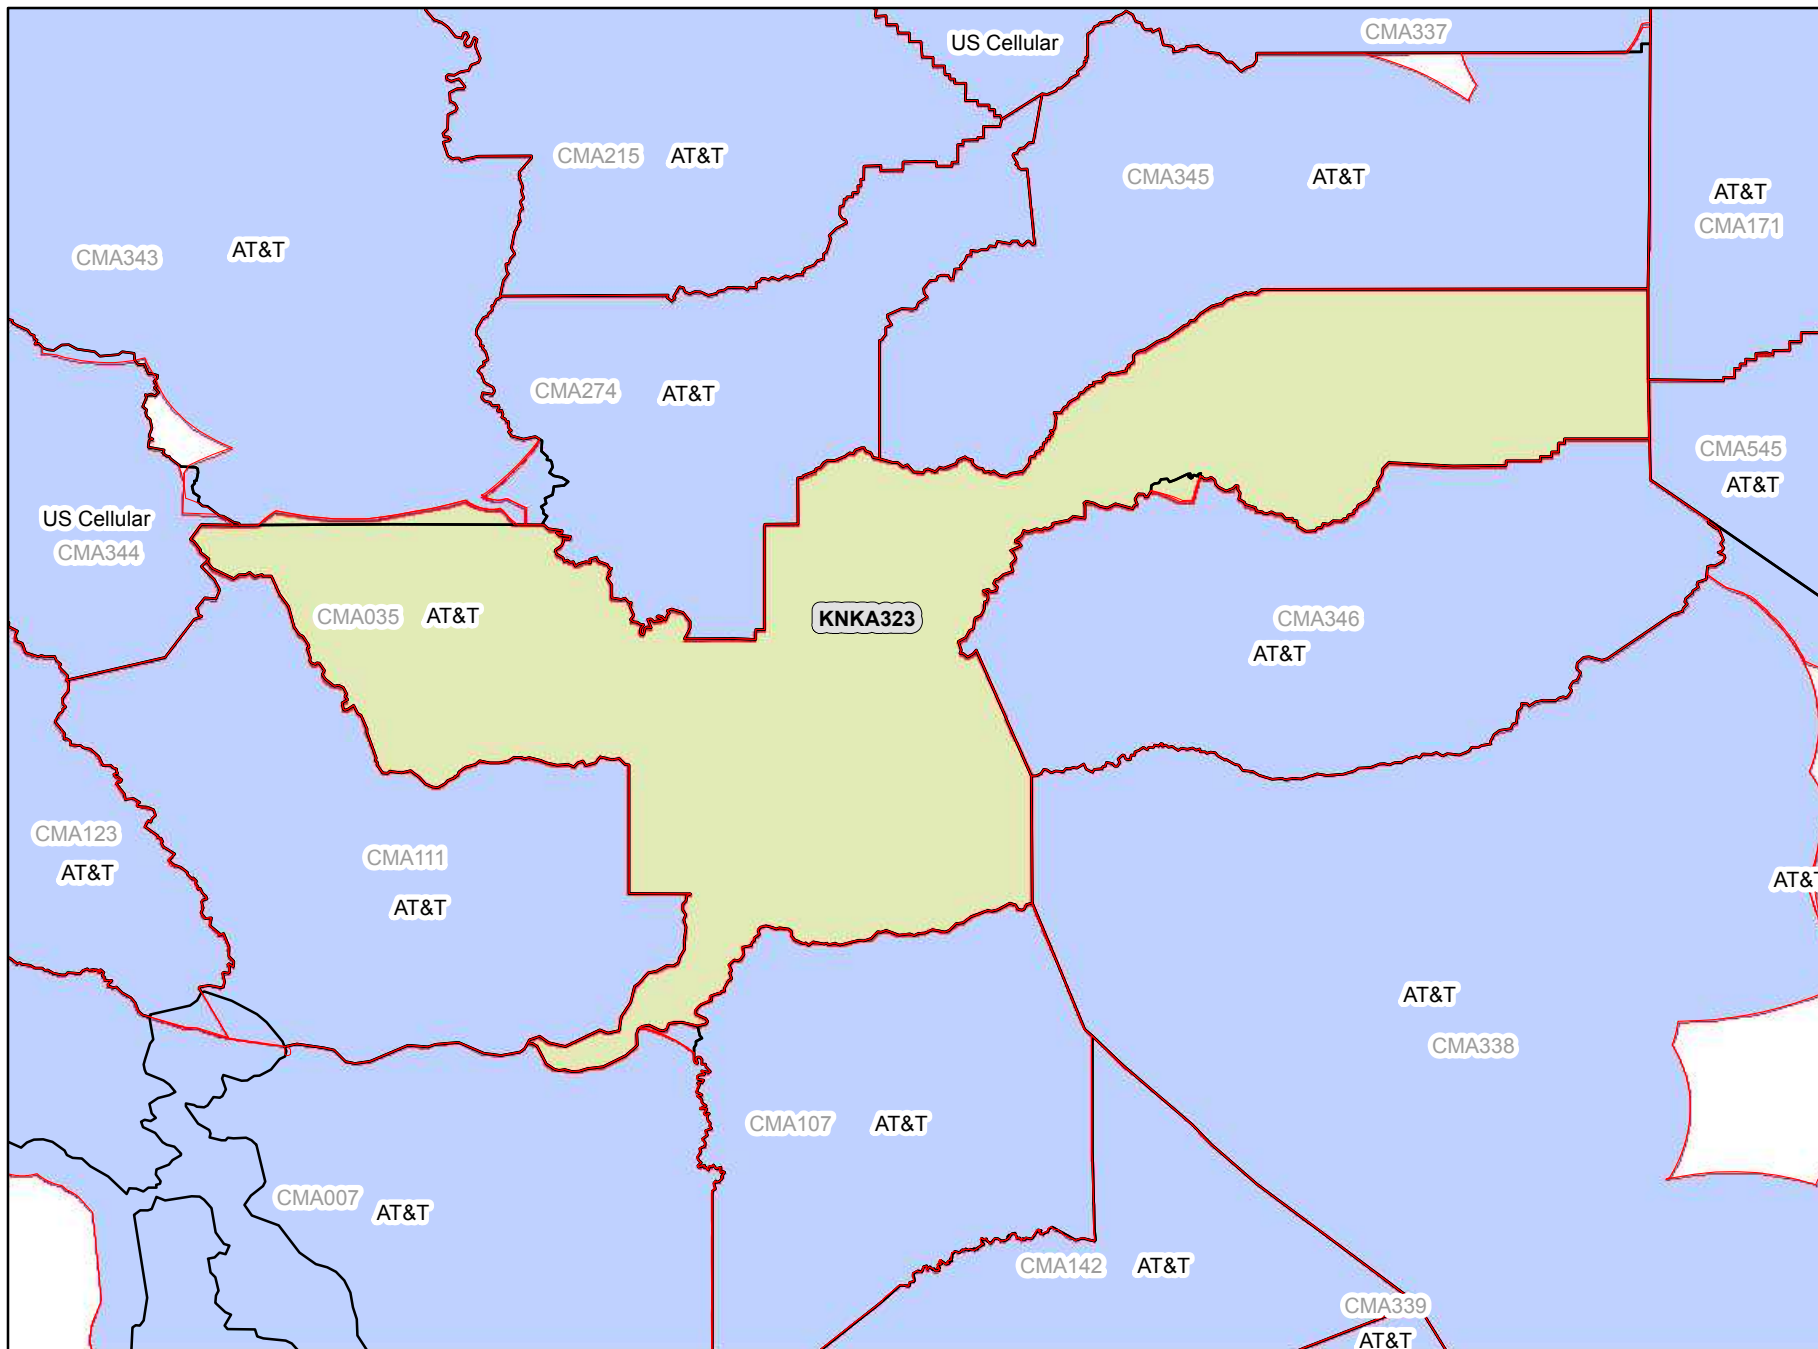 CMA337
US Cellular
CMA215 AT&T
CMA345 AT&T
AT&T
CMA171
CMA343 AT&T
CMA274 AT&T
CMA545
AT&T
US Cellular
CMA344
CMA035 AT&T
KNKA323
CMA346
AT&T
CMA123
AT&T
CMA111
AT&T
AT&T
AT&T
CMA338
CMA107 AT&T
CMA007 AT&T
CMA142 AT&T
CMA339
AT&T